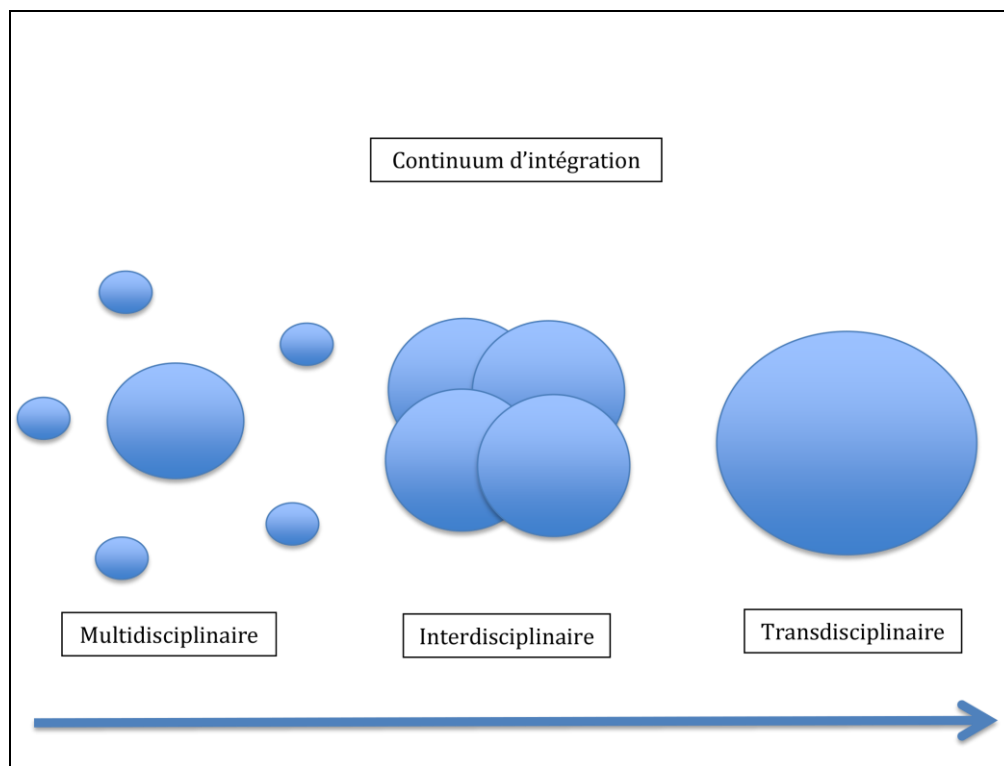 Continuum d’intégration
Multidisciplinaire
Interdisciplinaire
Transdisciplinaire